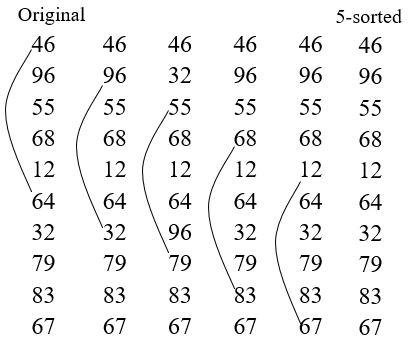 Original 5-sorted
46 46 46 46 46 46
96 96 32 96 96 96
55 55 55 55 55 55
68 68 68 68 68 68
12 12 12 12 12 12
64 64 64 64 64 64
32 32 96 32 32 32
79 79 79 79 79 79
83 83 83 83 83 83
67 67 67 67 67 67